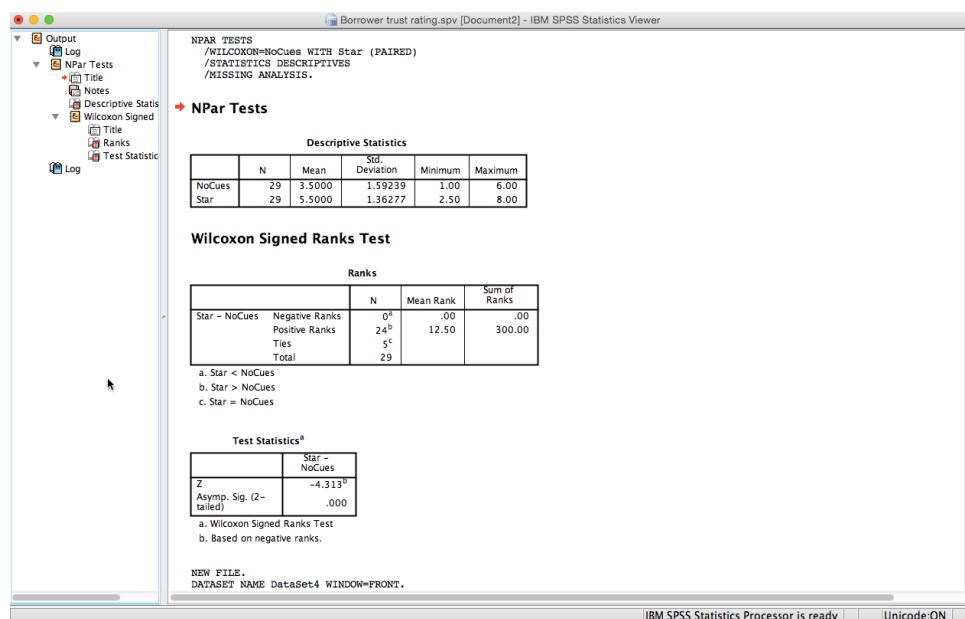 Borrower trust rating.spv [Document2] - IBM SPSS Statistics Viewer
Output
Log
NPar Tests
Title
Notes
Descriptive Statis
Wilcoxon Signed
Title
Ranks
Test Statistic
Log
NPAR TESTS
/WILCOXON=NoCues WITH Star (PAIRED)
/STATISTICS DESCRIPTIVES
/MISSING ANALYSIS.
NPar Tests
Descriptive Statistics
N Mean Std. Deviation Minimum Maximum
NoCues 29 3.5000 1.59239 1.00 6.00
Star 29 5.5000 1.36277 2.50 8.00
Wilcoxon Signed Ranks Test
Ranks
N Mean Rank Sum of Ranks
Star - NoCues Negative Ranks 0a .00 .00
Positive Ranks 24b 12.50 300.00
Ties 5c
Total 29
a. Star < NoCues
b. Star > NoCues
c. Star = NoCues
Test Statisticsa
Star - NoCues
Z -4.313b
Asymp. Sig. (2-tailed) .000
a. Wilcoxon Signed Ranks Test
b. Based on negative ranks.
NEW FILE.
DATASET NAME DataSet4 WINDOW=FRONT.
IBM SPSS Statistics Processor is ready Unicode:ON